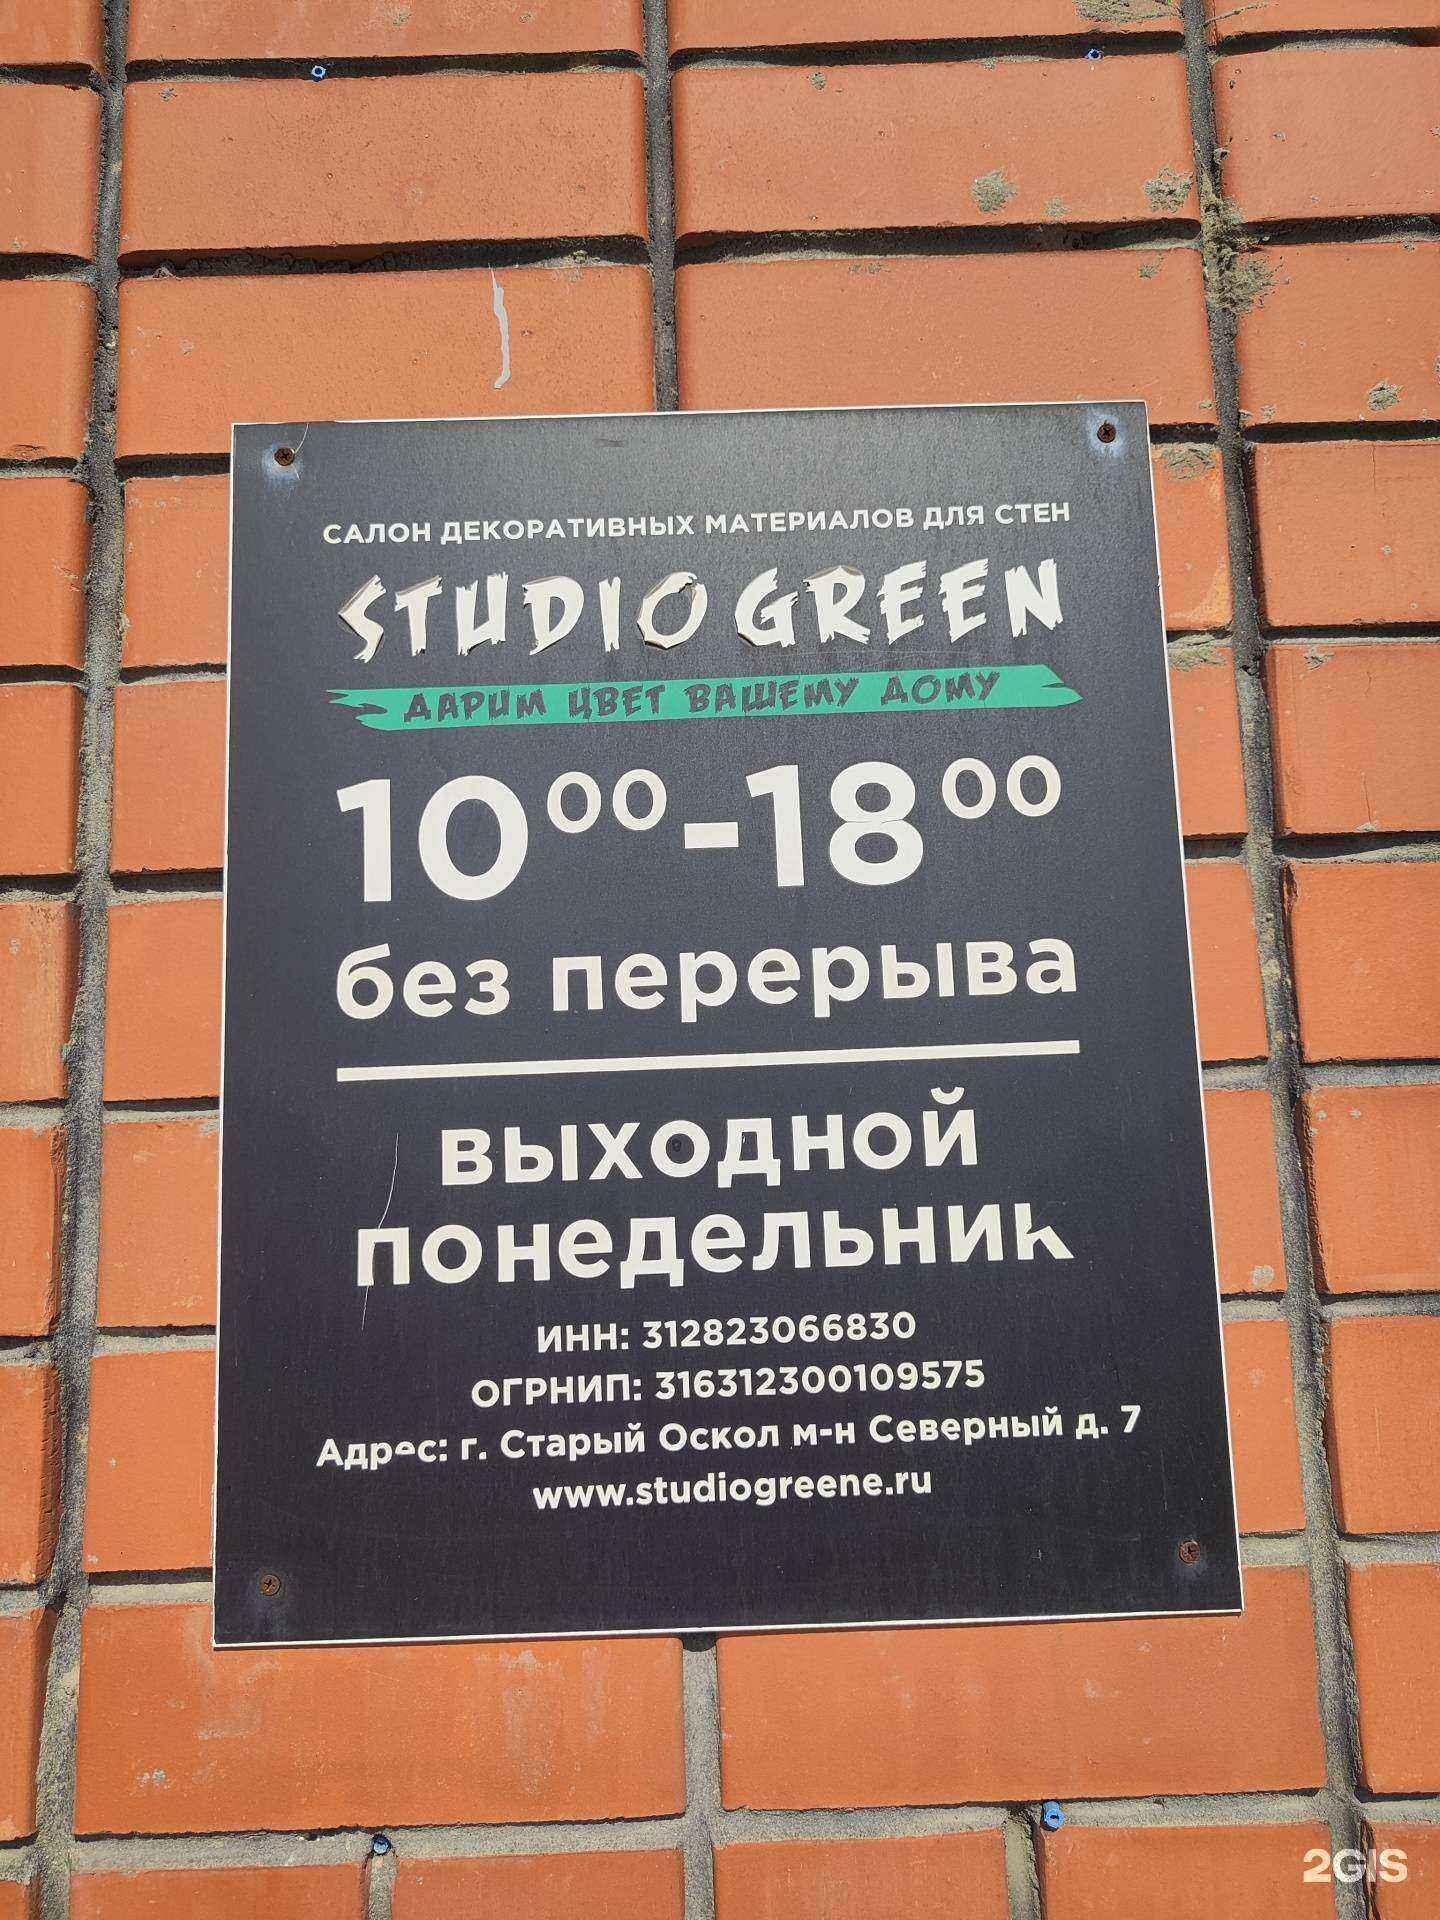 САЛОН ДЕКОРАТИВНЫХ МАТЕРИАЛОВ ДЛЯ СТЕН
STUDIO GREEN
ДАРИМ ЦВЕТ ВАШЕМУ ДОМУ
10⁰⁰-18⁰⁰
без перерыва
выходной
понедельник
ИНН: 312823066830
ОГРНИП: 316312300109575
Адрес: г. Старый Оскол м-н Северный д. 7
www.studiogreene.ru
2GIS